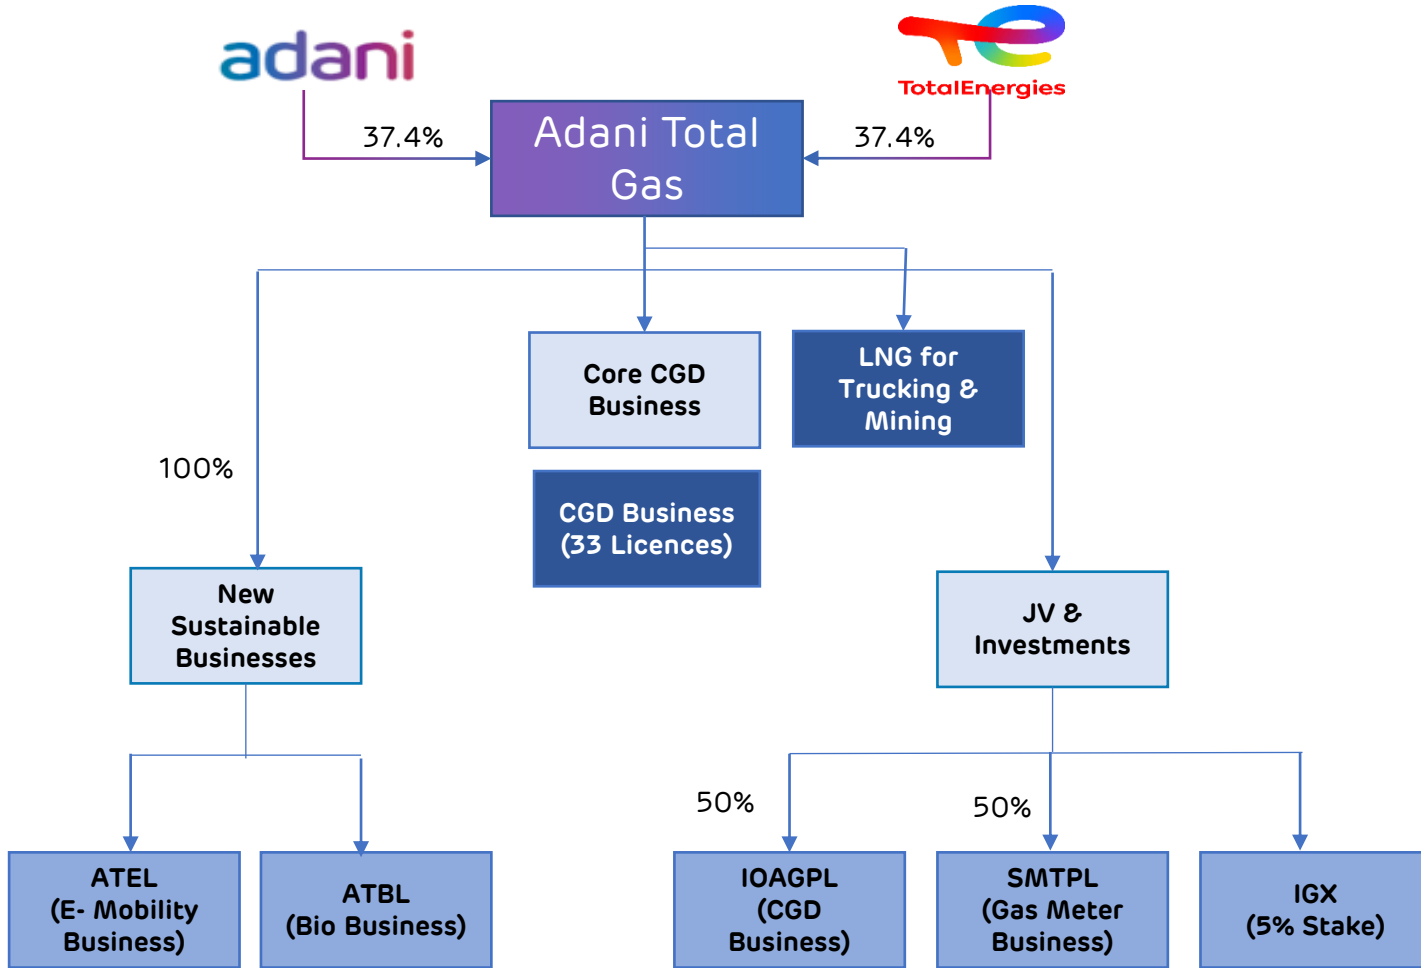 adani
TotalEnergies
37.4%
Adani Total
Gas
37.4%
Core CGD
Business
LNG for
Trucking &
Mining
100%
CGD Business
(33 Licences)
New
Sustainable
Businesses
JV &
Investments
50%
50%
ATEL
(E- Mobility
Business)
ATBL
(Bio Business)
IOAGPL
(CGD
Business)
SMTPL
(Gas Meter
Business)
IGX
(5% Stake)